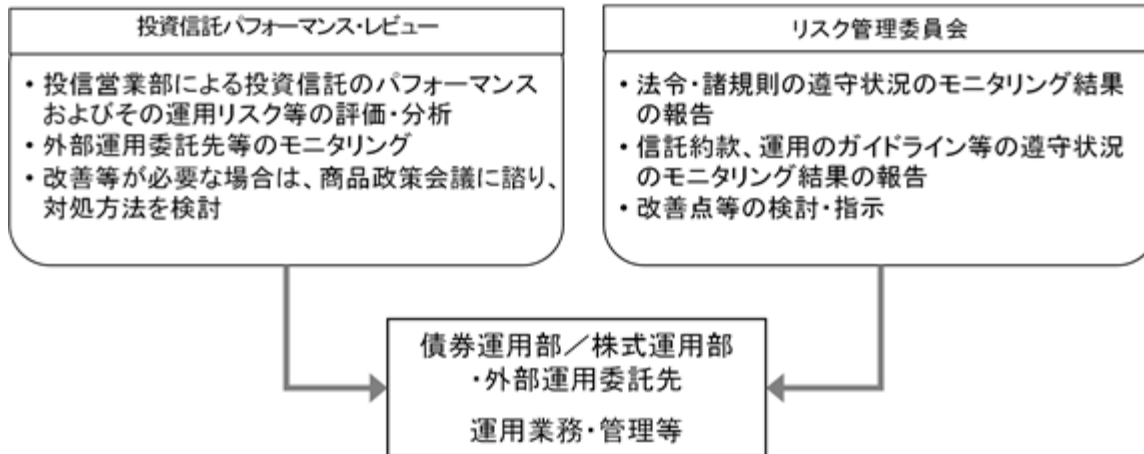 投資信託パフォーマンス・レビュー
・投信営業部による投資信託のパフォーマンス
およびその運用リスク等の評価・分析
・外部運用委託先等のモニタリング
・改善等が必要な場合は、商品政策会議に諮り、
対処方法を検討
リスク管理委員会
・法令・諸規則の遵守状況のモニタリング結果
の報告
・信託約款、運用のガイドライン等の遵守状況
のモニタリング結果の報告
・改善点等の検討・指示
債券運用部／株式運用部
・外部運用委託先
運用業務・管理等